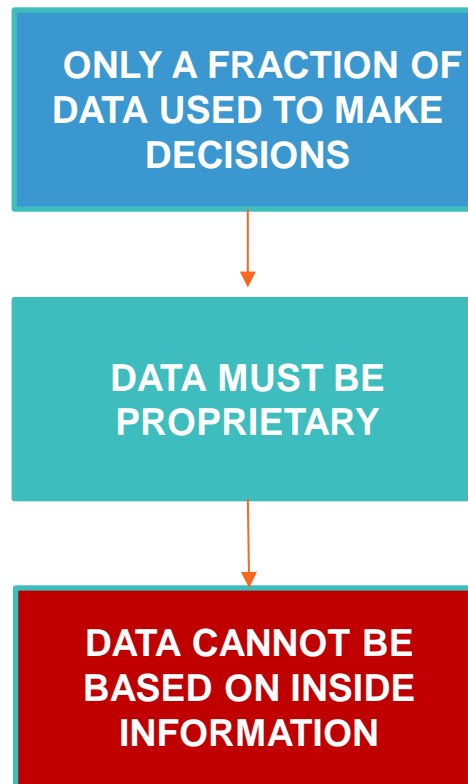 ONLY A FRACTION OF
DATA USED TO MAKE
DECISIONS
DATA MUST BE
PROPRIETARY
DATA CANNOT BE
BASED ON INSIDE
INFORMATION